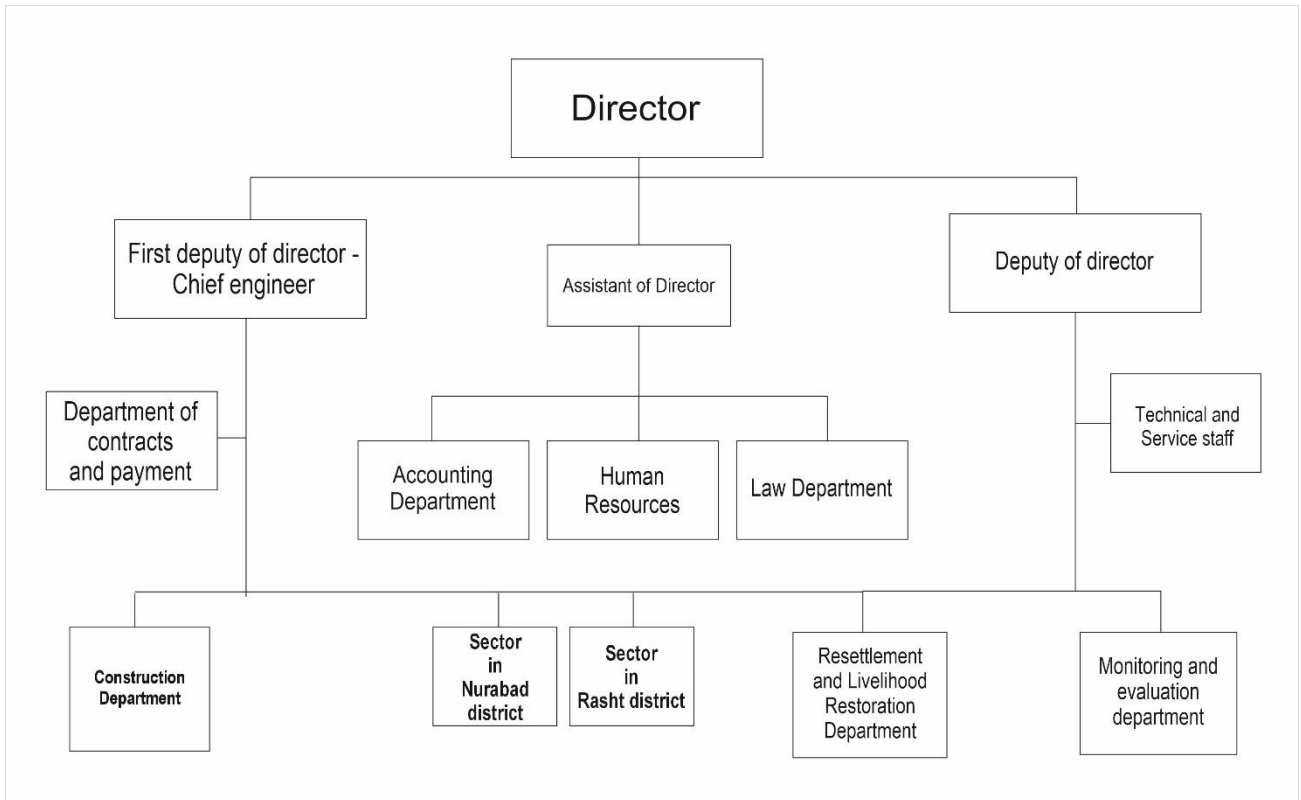 Director
First deputy of director -
Chief engineer
Assistant of Director
Deputy of director
Department of
contracts
and payment
Technical and
Service staff
Accounting
Department
Human
Resources
Law Department
Construction
Department
Sector
in
Nurabad
district
Sector
in
Rasht district
Resettlement
and Livelihood
Restoration
Department
Monitoring and
evaluation
department